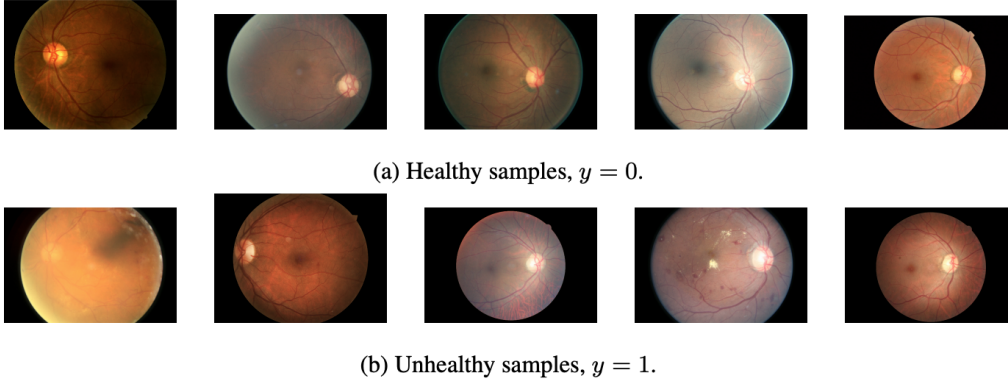 (a) Healthy samples, y = 0.
(b) Unhealthy samples, y = 1.